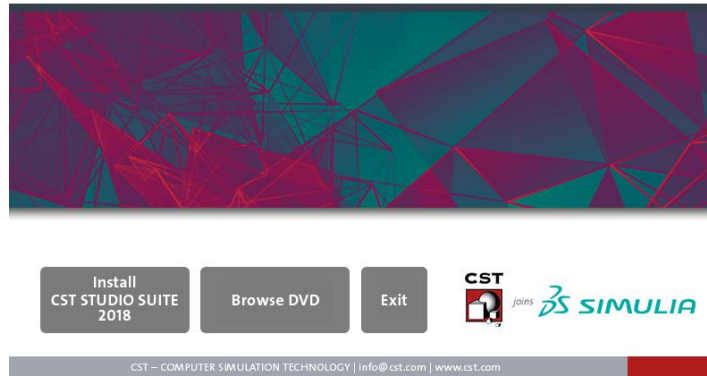 Install
CST STUDIO SUITE
2018
Browse DVD
Exit
CST
joins
SIMULIA
CST – COMPUTER SIMULATION TECHNOLOGY | info@cst.com | www.cst.com